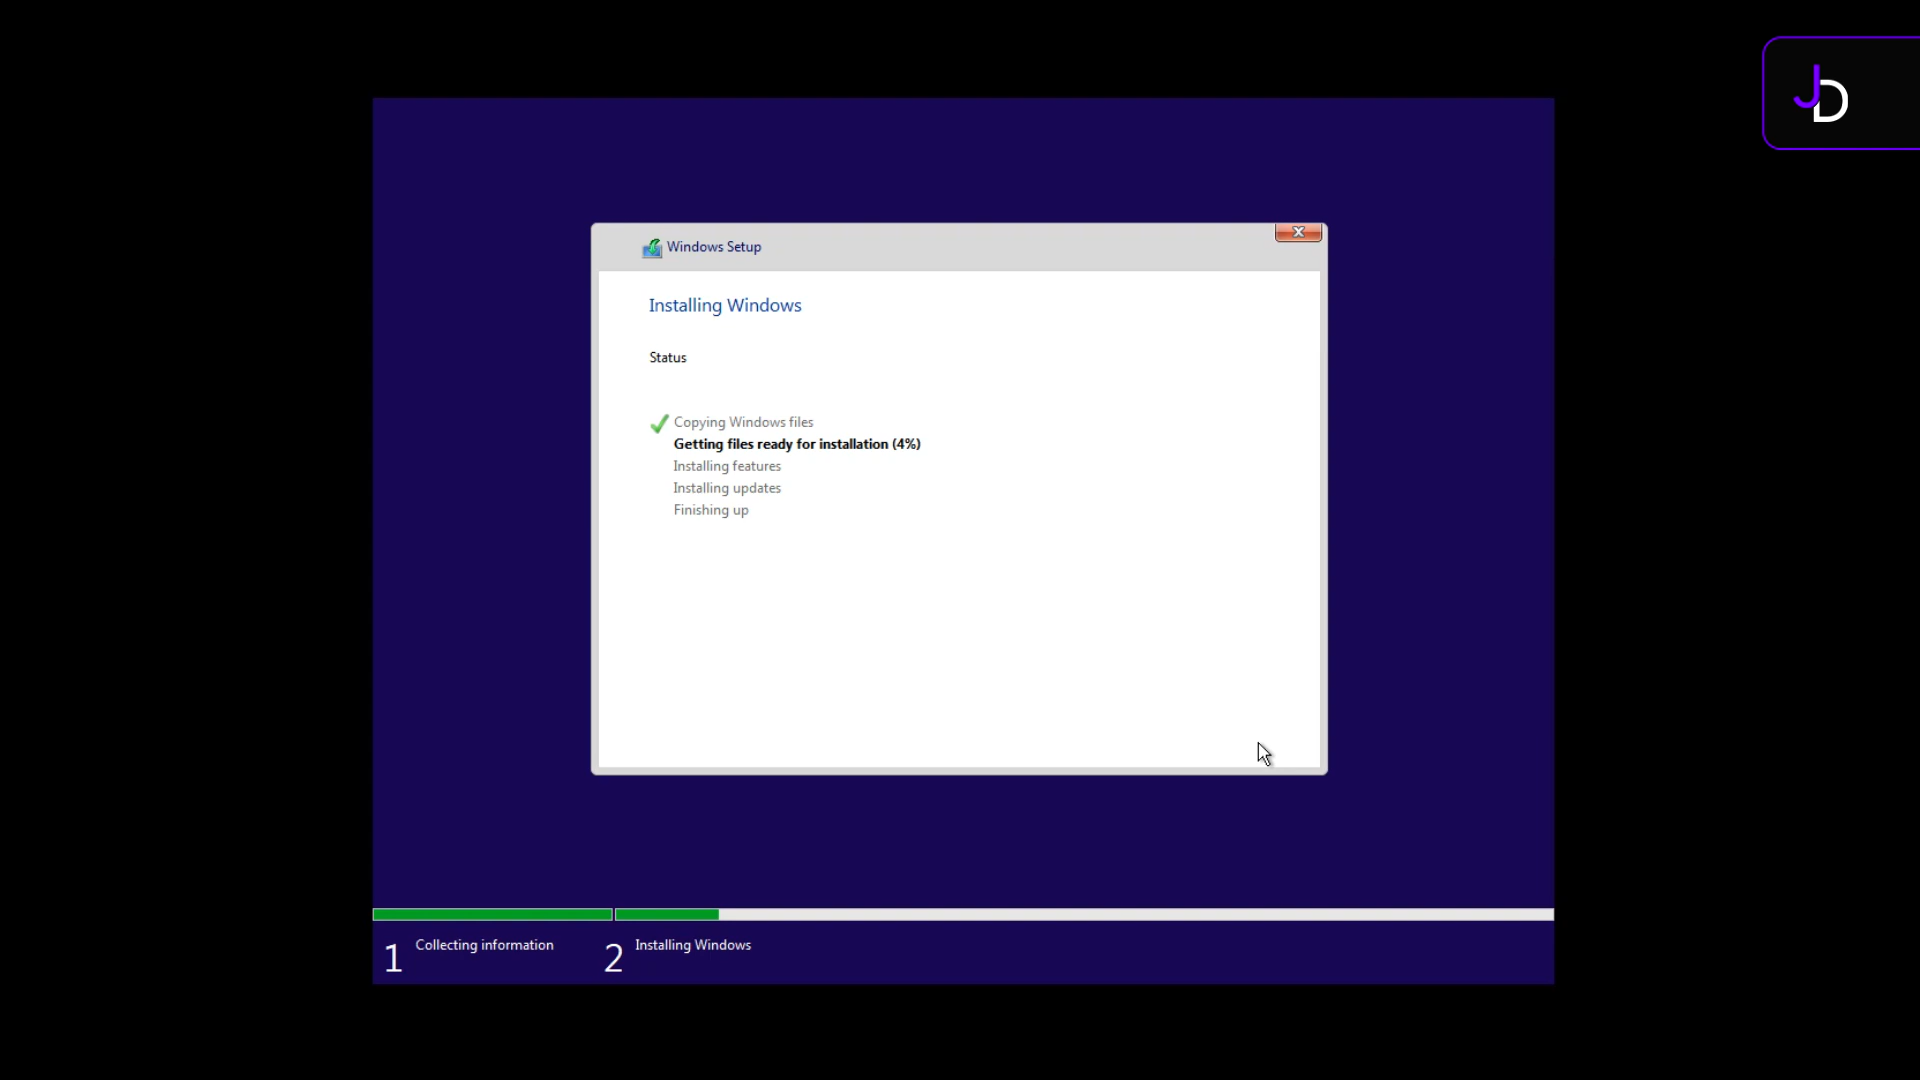 JD
Windows Setup
Installing Windows
Status
Copying Windows files
Getting files ready for installation (4%)
Installing features
Installing updates
Finishing up
1 Collecting information
2 Installing Windows